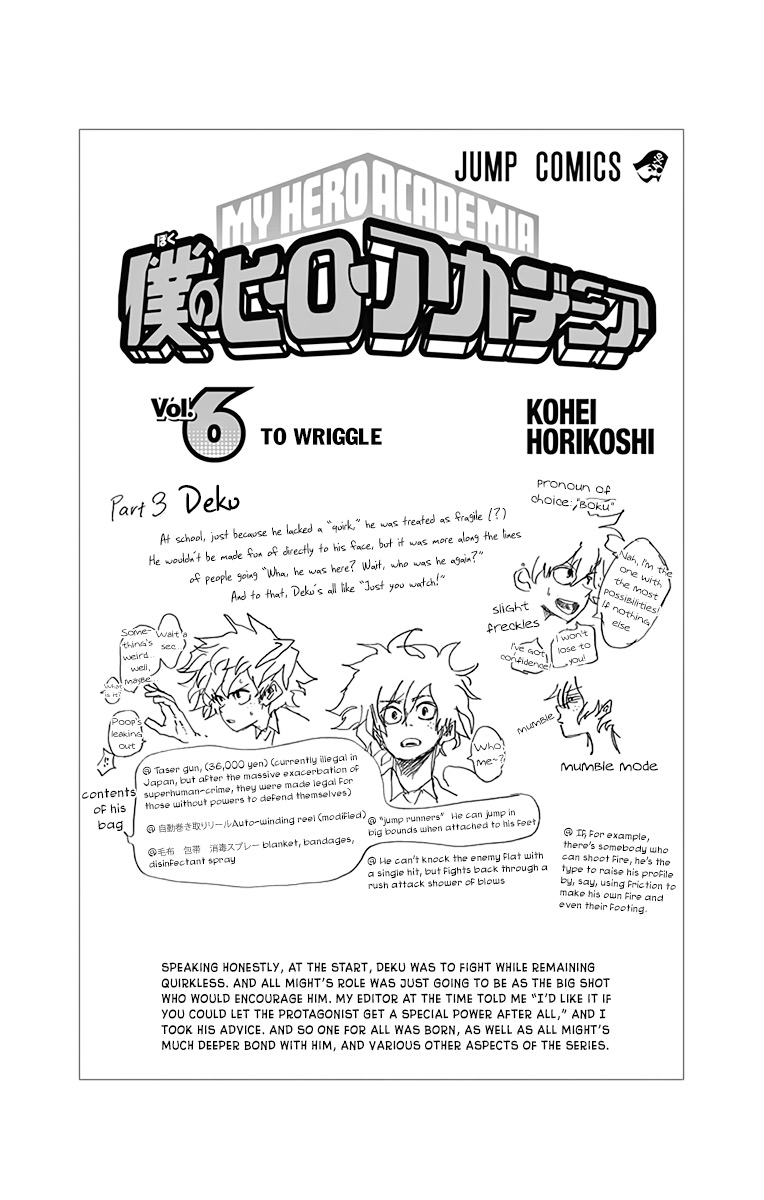 JUMP COMICS
MY HERO ACADEMIA
ぼく
僕のヒーローアカデミア
Vol.6
TO WRIGGLE
KOHEI
HORIKOSHI
Part 3 Deku
At school, just because he lacked a "quirk," he was treated as fragile (?)
He wouldn't be made fun of directly to his face, but it was more along the lines
of people going "Wha, he was here? Wait, who was he again?"
And to that, Deku's all like "Just you watch!"
Pronoun of
choice: "Boku"
Nah, I'm the
one with
the most
possibilities!
If nothing
else
slight
freckles
I've got
confidence!
I won't
lose to
you!
Some-
thing's
weird...
well,
maybe...
Wait a
sec...
What
is it?
Poop's
leaking
out
Who
me~?
mumble
mumble mode
contents
of his
bag
@ Taser gun, (36,000 yen) (currently illegal in
Japan, but after the massive exacerbation of
superhuman-crime, they were made legal for
those without powers to defend themselves)
@ 自動巻き取りリールAuto-winding reel (modified)
@毛布 包帯 消毒スプレー blanket, bandages,
disinfectant spray
@ "jump runners" He can jump in
big bounds when attached to his feet
@ He can't knock the enemy flat with
a single hit, but fights back through a
rush attack shower of blows
@ If, for example,
there's somebody who
can shoot fire, he's the
type to raise his profile
by, say, using friction to
make his own fire and
even their footing.
SPEAKING HONESTLY, AT THE START, DEKU WAS TO FIGHT WHILE REMAINING
QUIRKLESS. AND ALL MIGHT'S ROLE WAS JUST GOING TO BE AS THE BIG SHOT
WHO WOULD ENCOURAGE HIM. MY EDITOR AT THE TIME TOLD ME "I'D LIKE IT IF
YOU COULD LET THE PROTAGONIST GET A SPECIAL POWER AFTER ALL," AND I
TOOK HIS ADVICE. AND SO ONE FOR ALL WAS BORN, AS WELL AS ALL MIGHT'S
MUCH DEEPER BOND WITH HIM, AND VARIOUS OTHER ASPECTS OF THE SERIES.